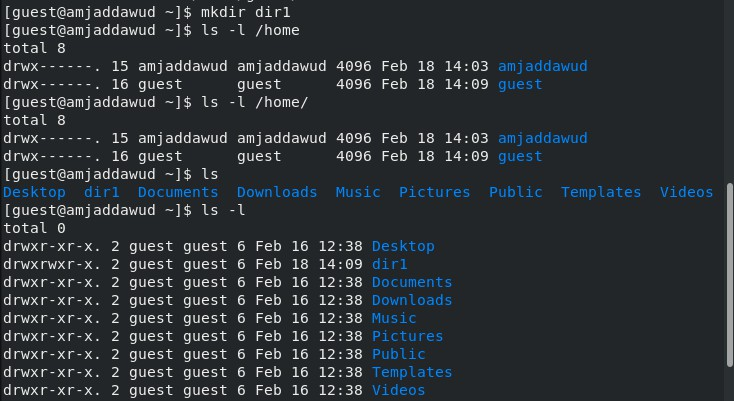 [guest@amjaddawud ~]$ mkdir dir1
[guest@amjaddawud ~]$ ls -l /home
total 8
drwx------. 15 amjaddawud amjaddawud 4096 Feb 18 14:03 amjaddawud
drwx------. 16 guest      guest      4096 Feb 18 14:09 guest
[guest@amjaddawud ~]$ ls -l /home/
total 8
drwx------. 15 amjaddawud amjaddawud 4096 Feb 18 14:03 amjaddawud
drwx------. 16 guest      guest      4096 Feb 18 14:09 guest
[guest@amjaddawud ~]$ ls
Desktop  dir1  Documents  Downloads  Music  Pictures  Public  Templates  Videos
[guest@amjaddawud ~]$ ls -l
total 0
drwxr-xr-x. 2 guest guest 6 Feb 16 12:38 Desktop
drwxrwxr-x. 2 guest guest 6 Feb 18 14:09 dir1
drwxr-xr-x. 2 guest guest 6 Feb 16 12:38 Documents
drwxr-xr-x. 2 guest guest 6 Feb 16 12:38 Downloads
drwxr-xr-x. 2 guest guest 6 Feb 16 12:38 Music
drwxr-xr-x. 2 guest guest 6 Feb 16 12:38 Pictures
drwxr-xr-x. 2 guest guest 6 Feb 16 12:38 Public
drwxr-xr-x. 2 guest guest 6 Feb 16 12:38 Templates
drwxr-xr-x. 2 guest guest 6 Feb 16 12:38 Videos